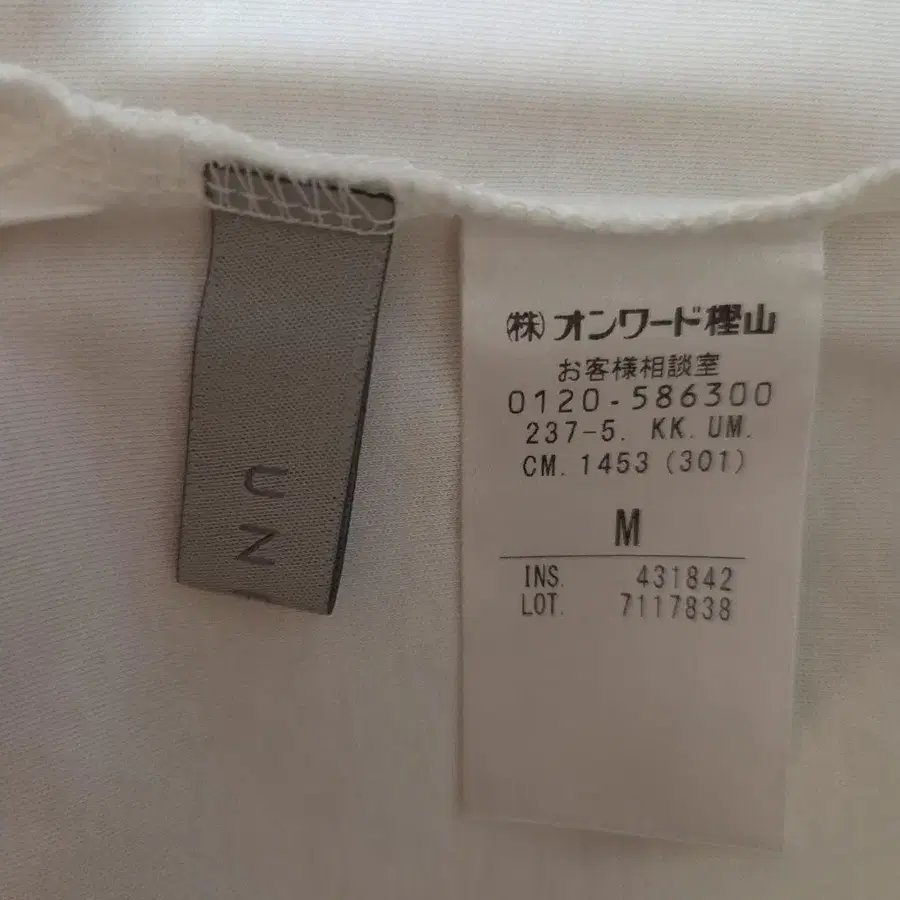 UN
㈱オンワード樫山
お客様相談室
0120-586300
237-5. KK. UM.
CM. 1453 (301)
M
INS. 431842
LOT. 7117838